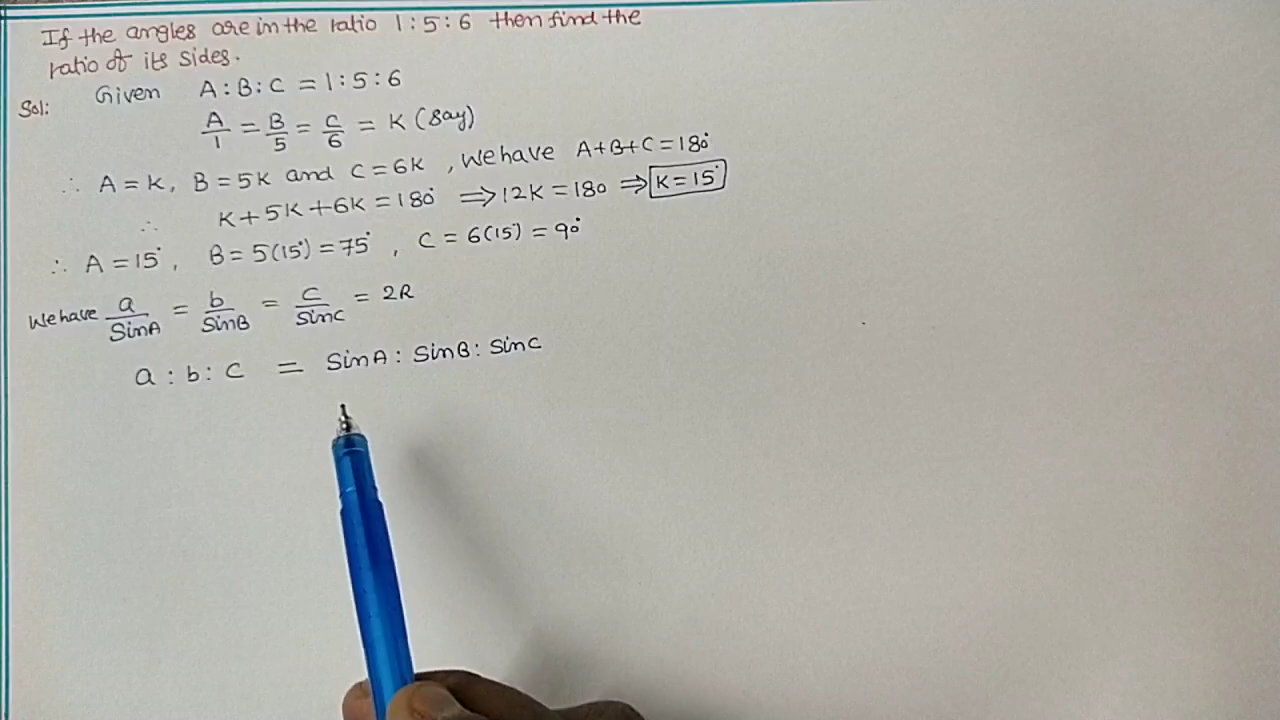 If the angles are in the ratio 1 : 5 : 6 then find the
ratio of its sides.
Sol: Given A : B : C = 1 : 5 : 6
A/1 = B/5 = C/6 = K (say)
∴ A = K, B = 5K and C = 6K , We have A+B+C = 180°
∴ K + 5K + 6K = 180° ⇒ 12K = 180 ⇒ K = 15°
∴ A = 15° , B = 5(15°) = 75° , C = 6(15°) = 90°
We have a/SinA = b/SinB = c/SinC = 2R
a : b : c = SinA : SinB : SinC